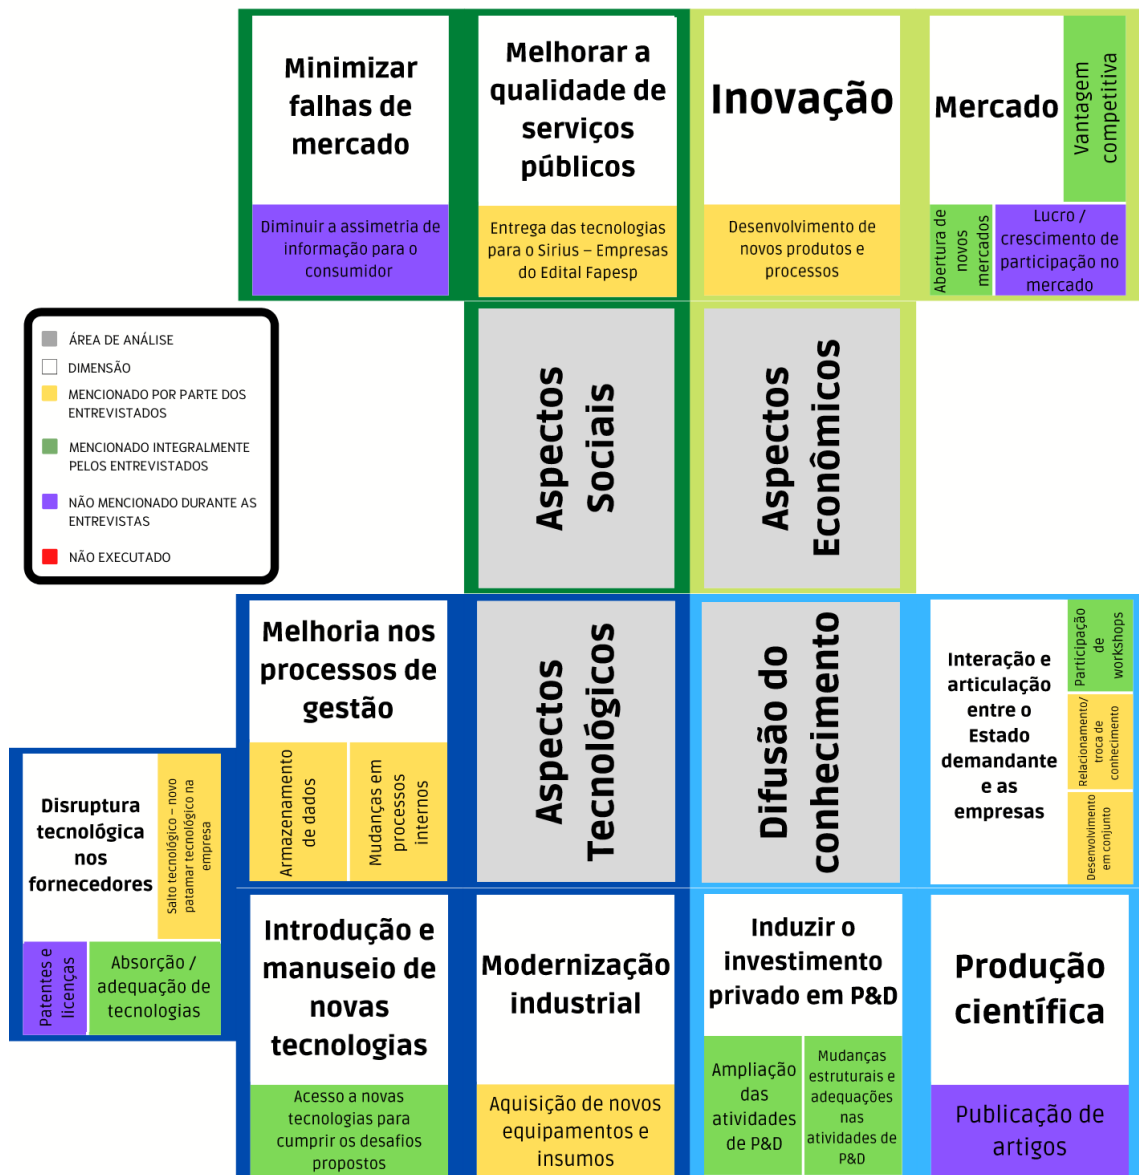 Minimizar
falhas de
mercado
Diminuir a assimetria de
informação para o
consumidor
Melhorar a
qualidade de
serviços
públicos
Entrega das tecnologias
para o Sirius – Empresas
do Edital Fapesp
Inovação
Desenvolvimento de
novos produtos e
processos
Mercado
Vantagem
competitiva
Abertura de
novos
mercados
Lucro /
crescimento de
participação no
mercado
ÁREA DE ANÁLISE
DIMENSÃO
MENCIONADO POR PARTE DOS
ENTREVISTADOS
MENCIONADO INTEGRALMENTE
PELOS ENTREVISTADOS
NÃO MENCIONADO DURANTE AS
ENTREVISTAS
NÃO EXECUTADO
Aspectos
Sociais
Aspectos
Econômicos
Melhoria nos
processos de
gestão
Armazenamento
de dados
Mudanças em
processos
internos
Aspectos
Tecnológicos
Difusão do
conhecimento
Interação e
articulação
entre o
Estado
demandante
e as
empresas
Participação
de
workshops
Relacionamento/
troca de
conhecimento
Desenvolvimento
em conjunto
Disruptura
tecnológica
nos
fornecedores
Salto tecnológico – novo
patamar tecnológico na
empresa
Patentes e
licenças
Absorção /
adequação de
tecnologias
Introdução e
manuseio de
novas
tecnologias
Acesso a novas
tecnologias para
cumprir os desafios
propostos
Modernização
industrial
Aquisição de novos
equipamentos e
insumos
Induzir o
investimento
privado em P&D
Ampliação
das
atividades
de P&D
Mudanças
estruturais e
adequações
nas
atividades de
P&D
Produção
científica
Publicação de
artigos